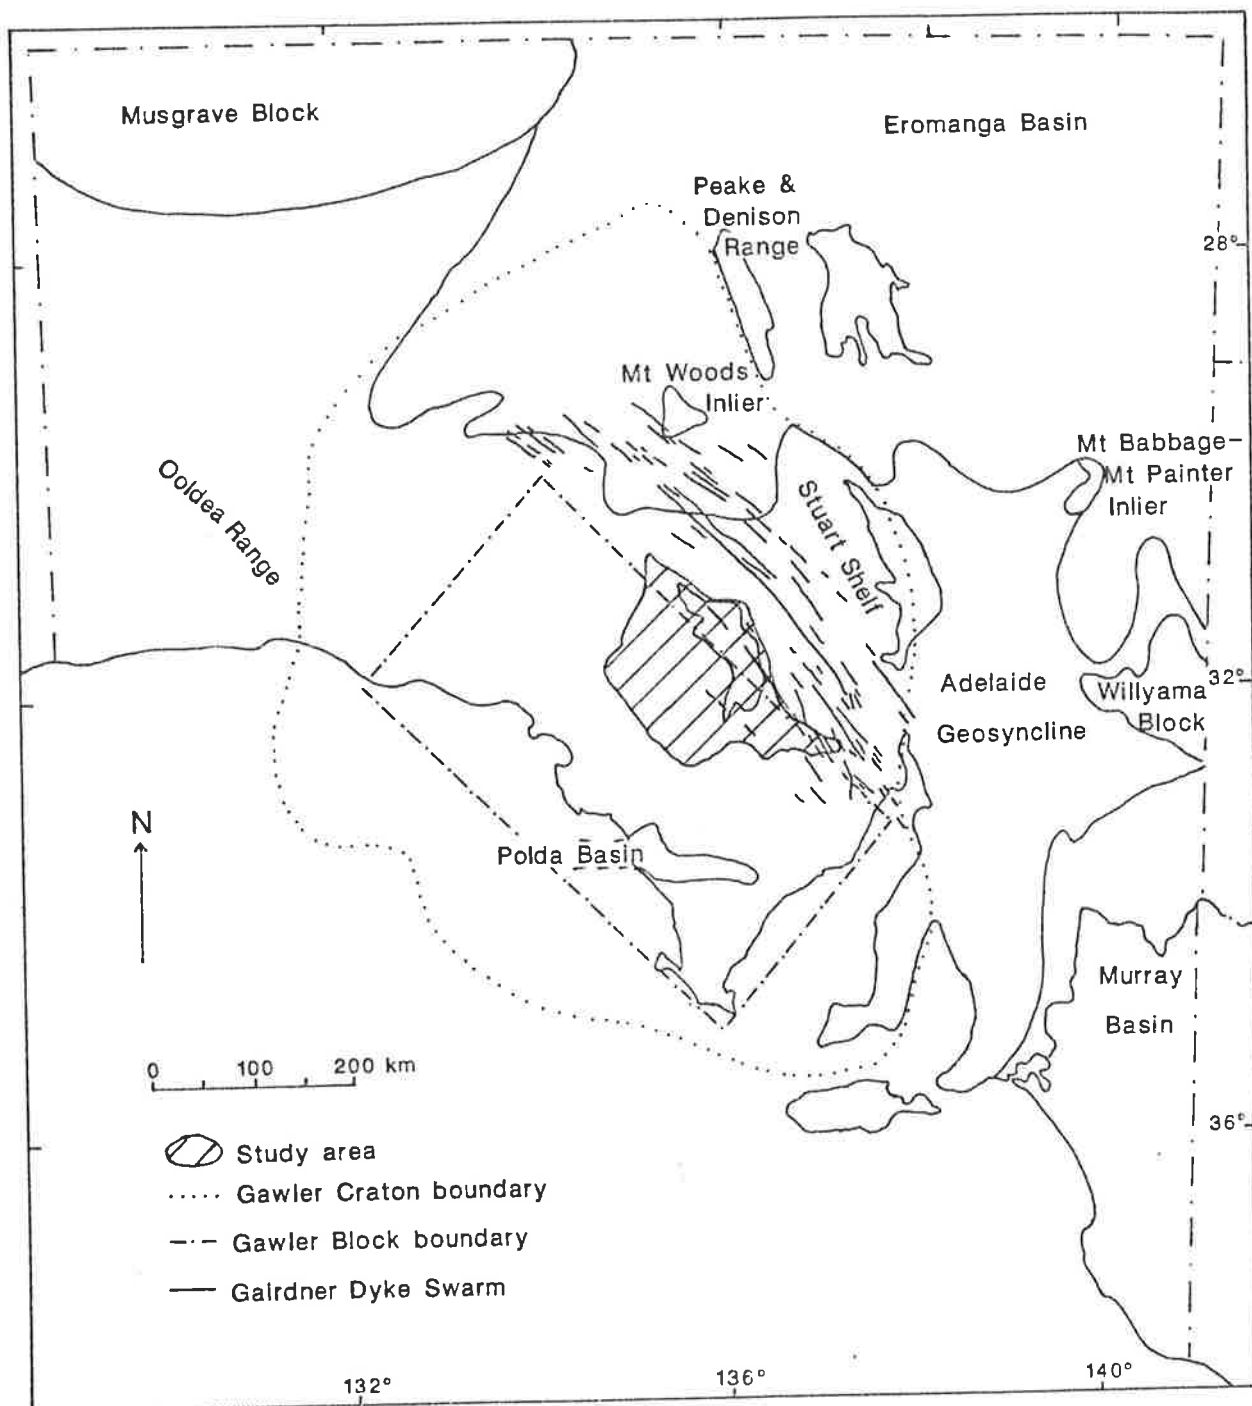 Musgrave Block
Eromanga Basin
Peake &
Denison
Range
28°
Mt Woods
Inlier
Mt Babbage-
Mt Painter
Inlier
Ooldea Range
Stuart Shelf
Adelaide
Geosyncline
32°
Willyama
Block
N
Polda Basin
Murray
Basin
0 100 200 km
36°
Study area
Gawler Craton boundary
Gawler Block boundary
Gairdner Dyke Swarm
132°
136°
140°